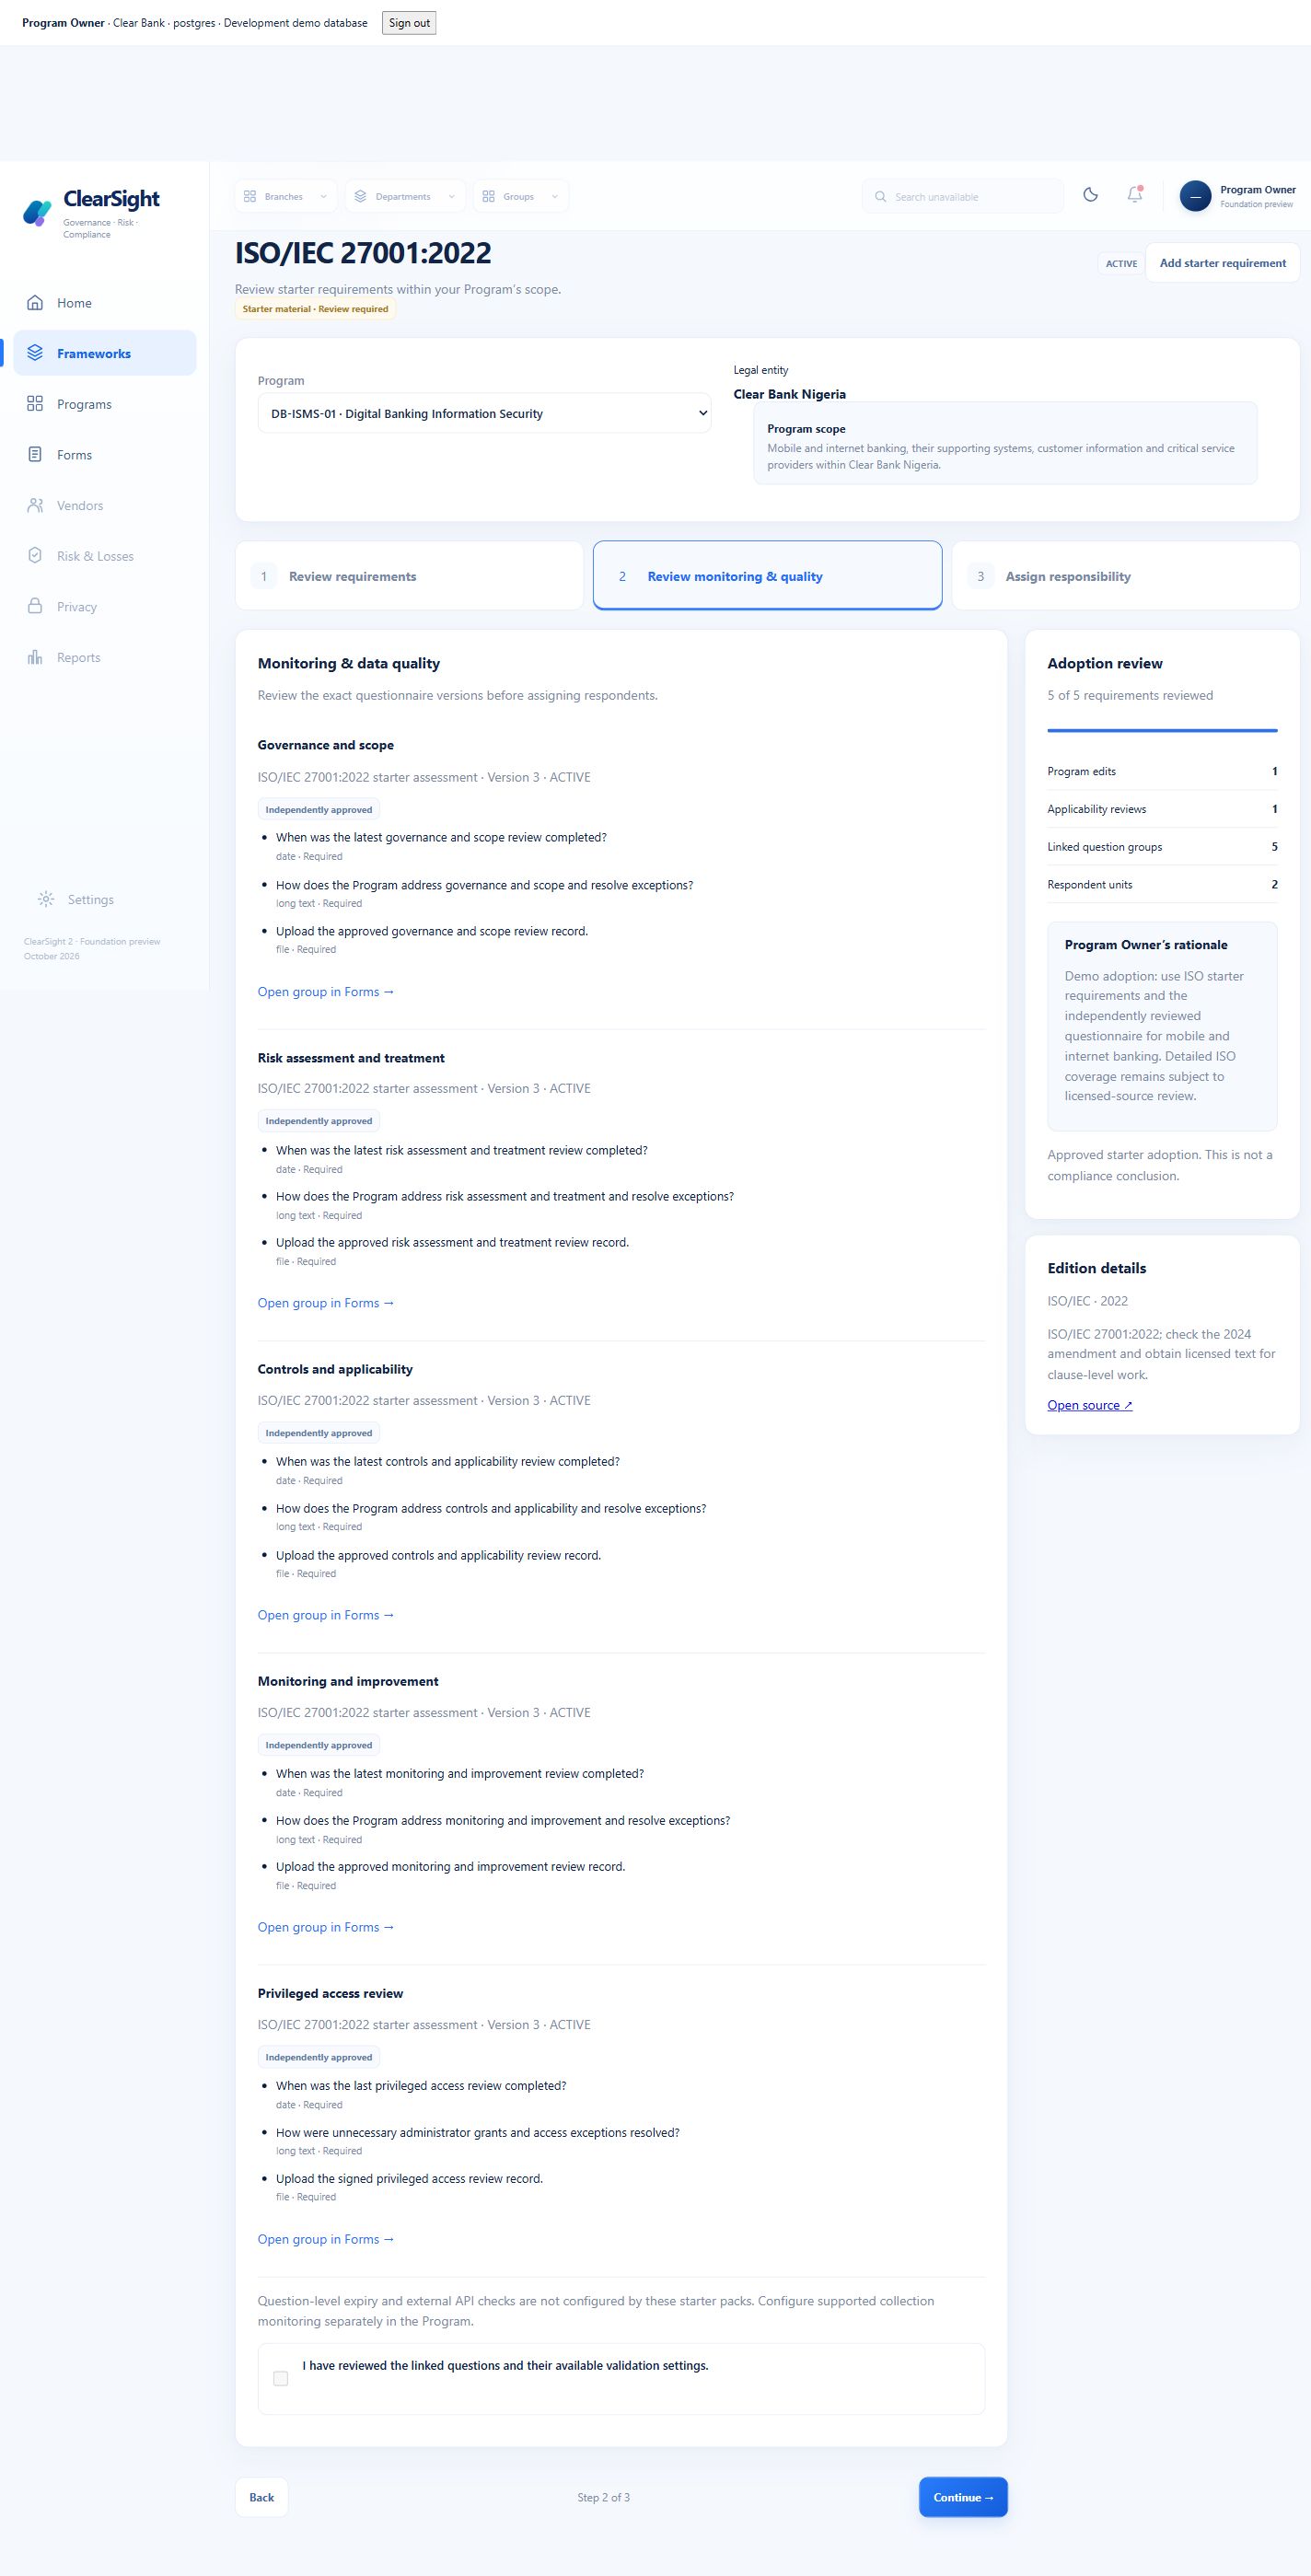 Program Owner · Clear Bank · postgres · Development demo database
Sign out
ClearSight
Governance · Risk ·
Compliance
Branches
Departments
Groups
Search unavailable
Program Owner
Foundation preview
Home
Frameworks
Programs
Forms
Vendors
Risk & Losses
Privacy
Reports
Settings
ClearSight 2 · Foundation preview
October 2026
ISO/IEC 27001:2022
Review starter requirements within your Program's scope.
Starter material · Review required
ACTIVE
Add starter requirement
Program
DB-ISMS-01 · Digital Banking Information Security
Legal entity
Clear Bank Nigeria
Program scope
Mobile and internet banking, their supporting systems, customer information and critical service
providers within Clear Bank Nigeria.
1 Review requirements
2 Review monitoring & quality
3 Assign responsibility
Monitoring & data quality
Review the exact questionnaire versions before assigning respondents.
Governance and scope
ISO/IEC 27001:2022 starter assessment · Version 3 · ACTIVE
Independently approved
• When was the latest governance and scope review completed?
date · Required
• How does the Program address governance and scope and resolve exceptions?
long text · Required
• Upload the approved governance and scope review record.
file · Required
Open group in Forms →
Risk assessment and treatment
ISO/IEC 27001:2022 starter assessment · Version 3 · ACTIVE
Independently approved
• When was the latest risk assessment and treatment review completed?
date · Required
• How does the Program address risk assessment and treatment and resolve exceptions?
long text · Required
• Upload the approved risk assessment and treatment review record.
file · Required
Open group in Forms →
Controls and applicability
ISO/IEC 27001:2022 starter assessment · Version 3 · ACTIVE
Independently approved
• When was the latest controls and applicability review completed?
date · Required
• How does the Program address controls and applicability and resolve exceptions?
long text · Required
• Upload the approved controls and applicability review record.
file · Required
Open group in Forms →
Monitoring and improvement
ISO/IEC 27001:2022 starter assessment · Version 3 · ACTIVE
Independently approved
• When was the latest monitoring and improvement review completed?
date · Required
• How does the Program address monitoring and improvement and resolve exceptions?
long text · Required
• Upload the approved monitoring and improvement review record.
file · Required
Open group in Forms →
Privileged access review
ISO/IEC 27001:2022 starter assessment · Version 3 · ACTIVE
Independently approved
• When was the last privileged access review completed?
date · Required
• How were unnecessary administrator grants and access exceptions resolved?
long text · Required
• Upload the signed privileged access review record.
file · Required
Open group in Forms →
Question-level expiry and external API checks are not configured by these starter packs. Configure supported collection
monitoring separately in the Program.
I have reviewed the linked questions and their available validation settings.
Back
Step 2 of 3
Continue →
Adoption review
5 of 5 requirements reviewed
Program edits 1
Applicability reviews 1
Linked question groups 5
Respondent units 2
Program Owner's rationale
Demo adoption: use ISO starter
requirements and the
independently reviewed
questionnaire for mobile and
internet banking. Detailed ISO
coverage remains subject to
licensed-source review.
Approved starter adoption. This is not a
compliance conclusion.
Edition details
ISO/IEC · 2022
ISO/IEC 27001:2022; check the 2024
amendment and obtain licensed text for
clause-level work.
Open source ↗